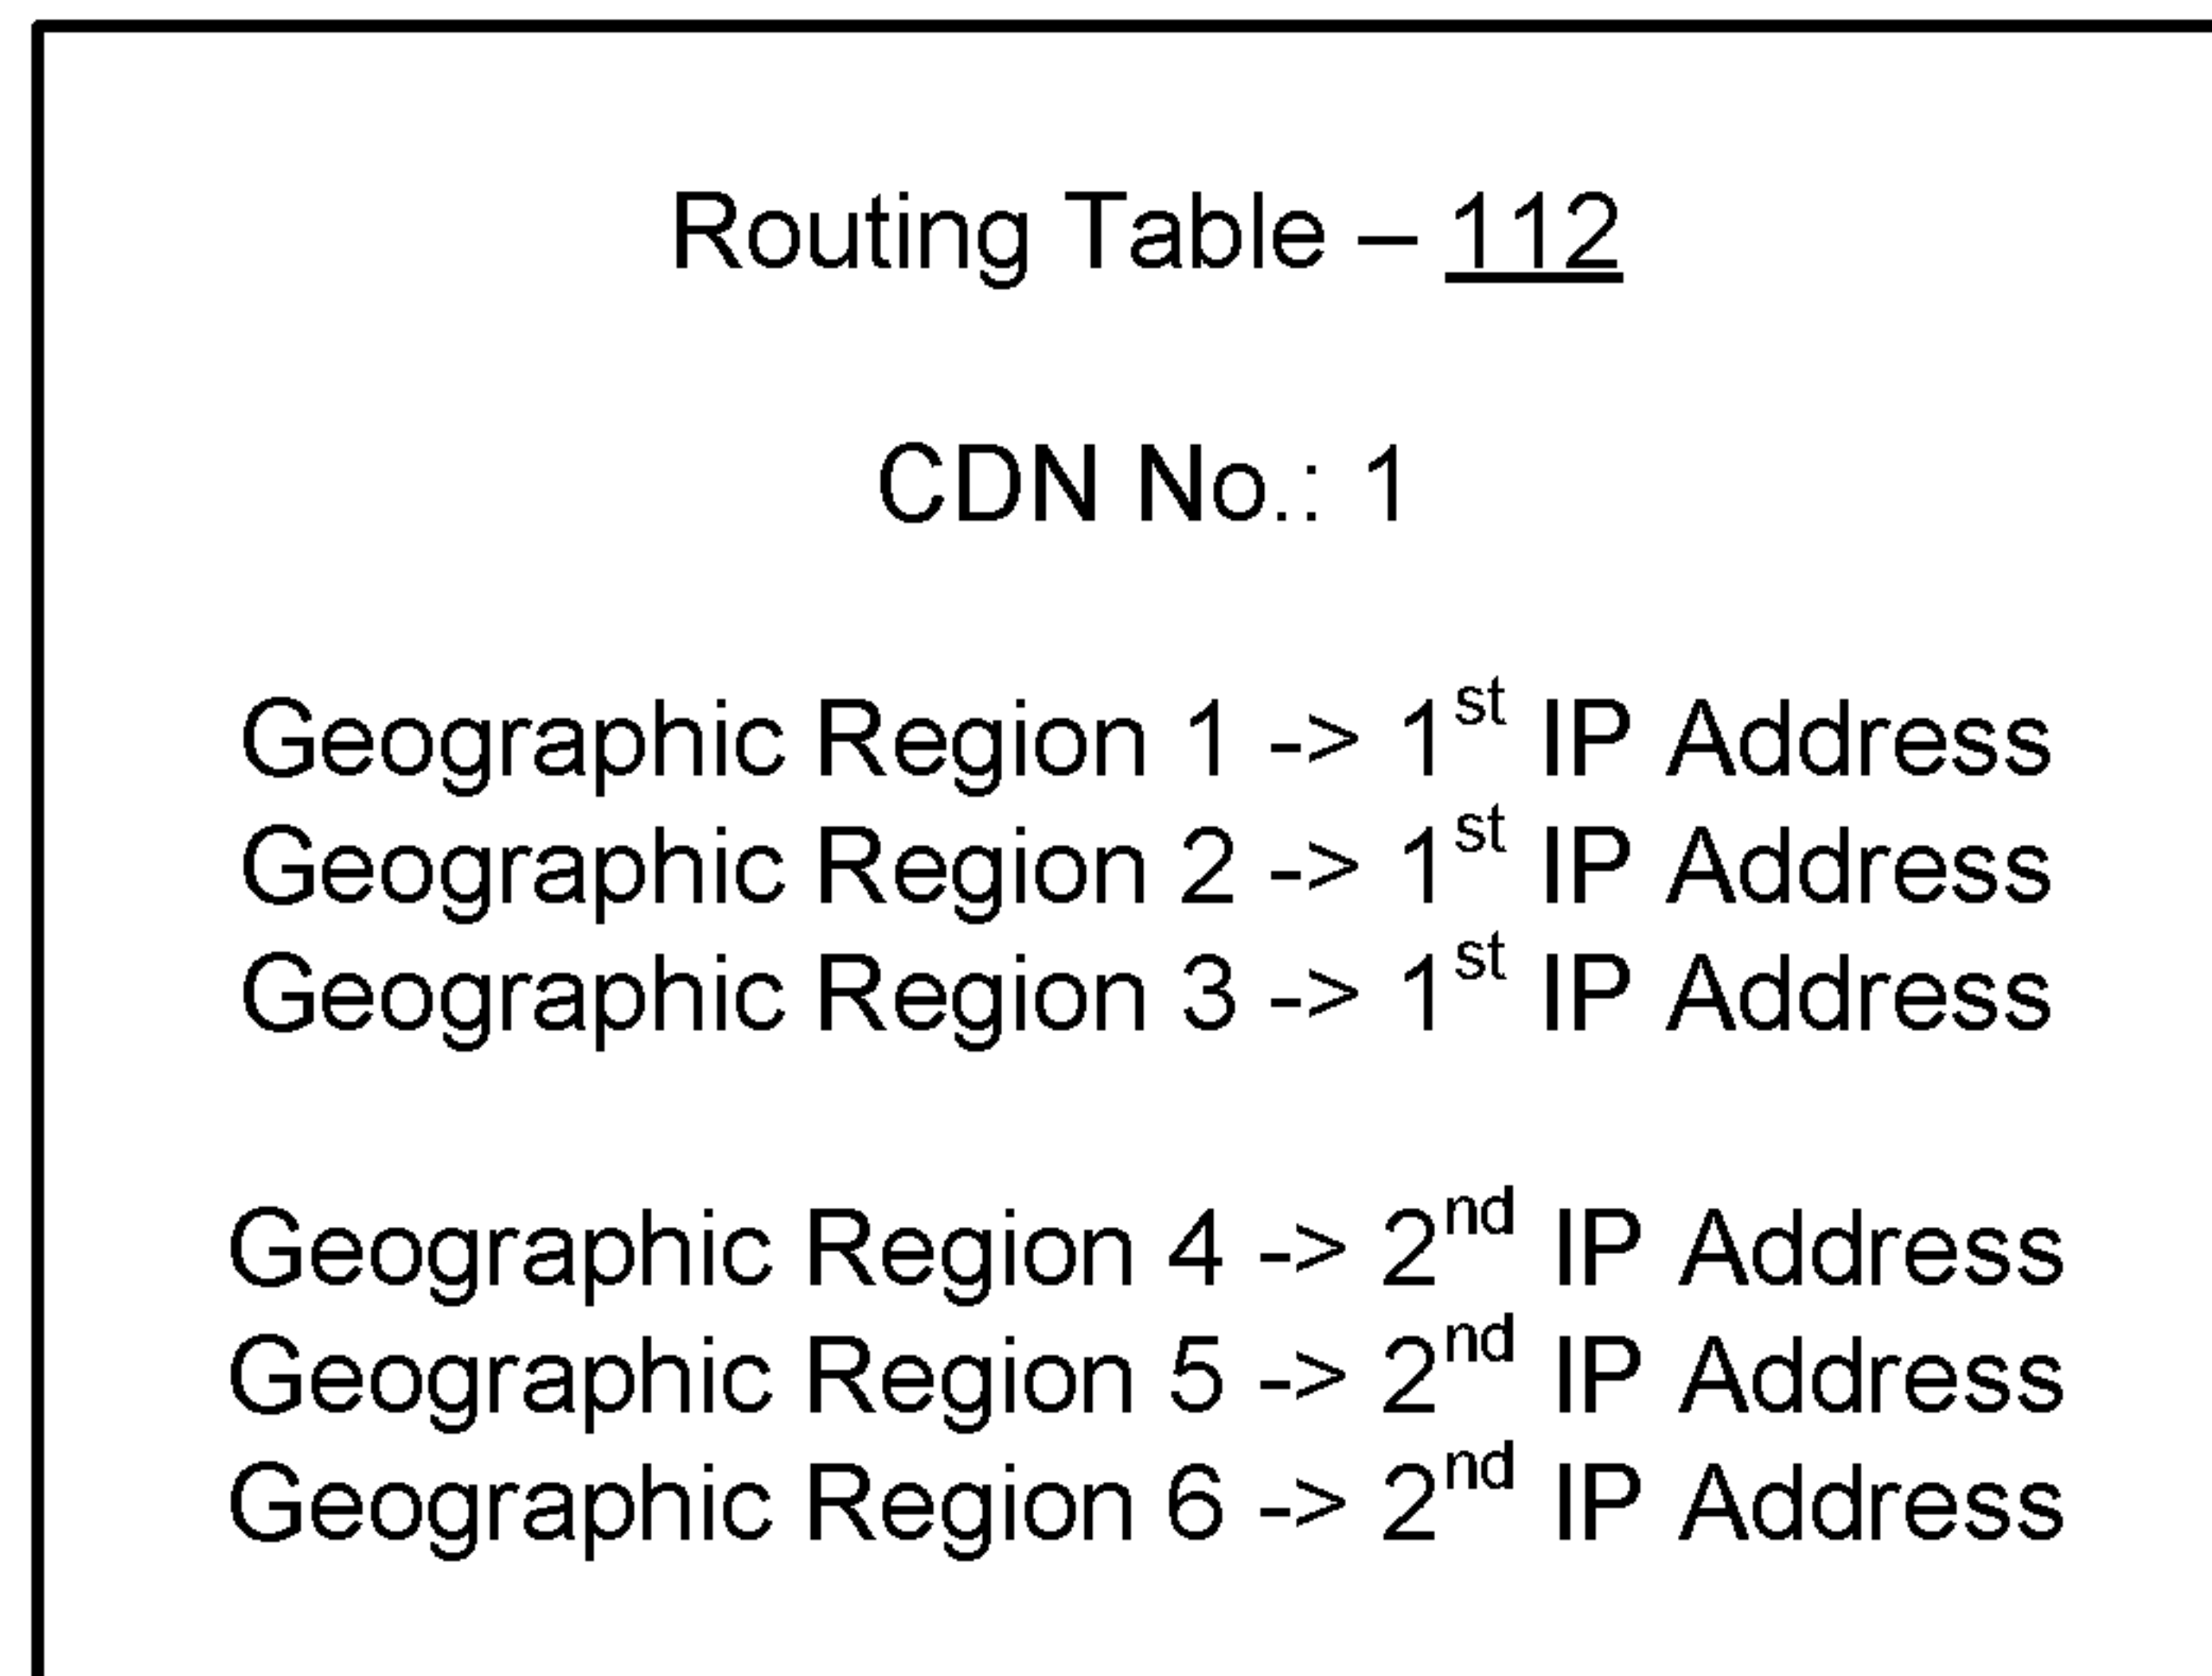 Routing Table – 112
CDN No.: 1
Geographic Region 1 -> 1st IP Address
Geographic Region 2 -> 1st IP Address
Geographic Region 3 -> 1st IP Address
Geographic Region 4 -> 2nd IP Address
Geographic Region 5 -> 2nd IP Address
Geographic Region 6 -> 2nd IP Address